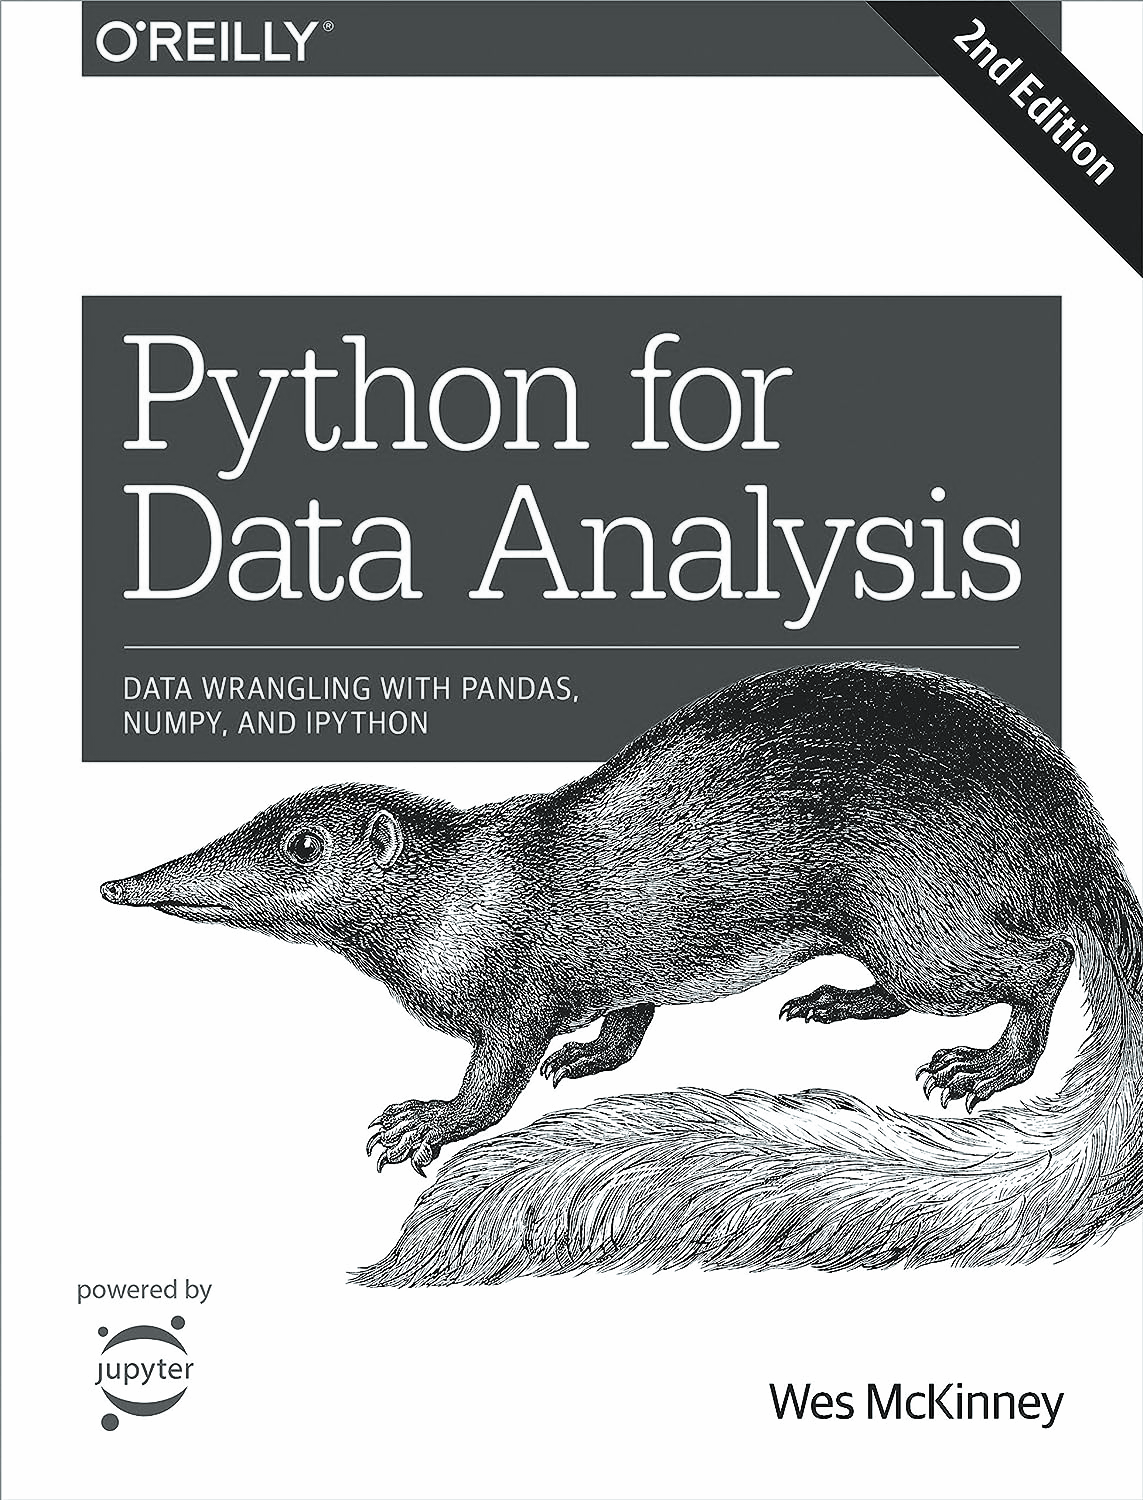 O'REILLY®
2nd Edition
Python for
Data Analysis
DATA WRANGLING WITH PANDAS,
NUMPY, AND IPYTHON
powered by
jupyter
Wes McKinney